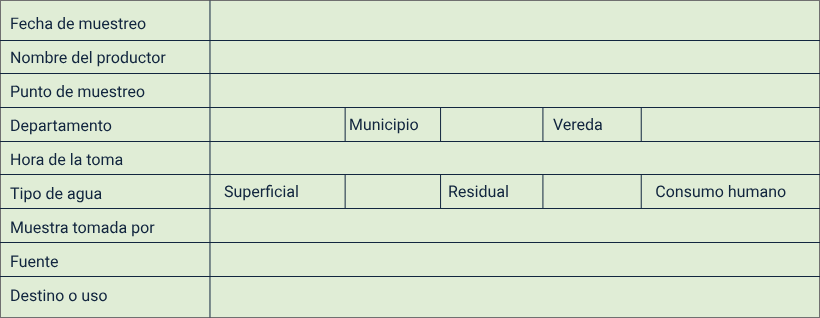 Fecha de muestreo
Nombre del productor
Punto de muestreo
Departamento Municipio Vereda
Hora de la toma
Tipo de agua Superficial Residual Consumo humano
Muestra tomada por
Fuente
Destino o uso